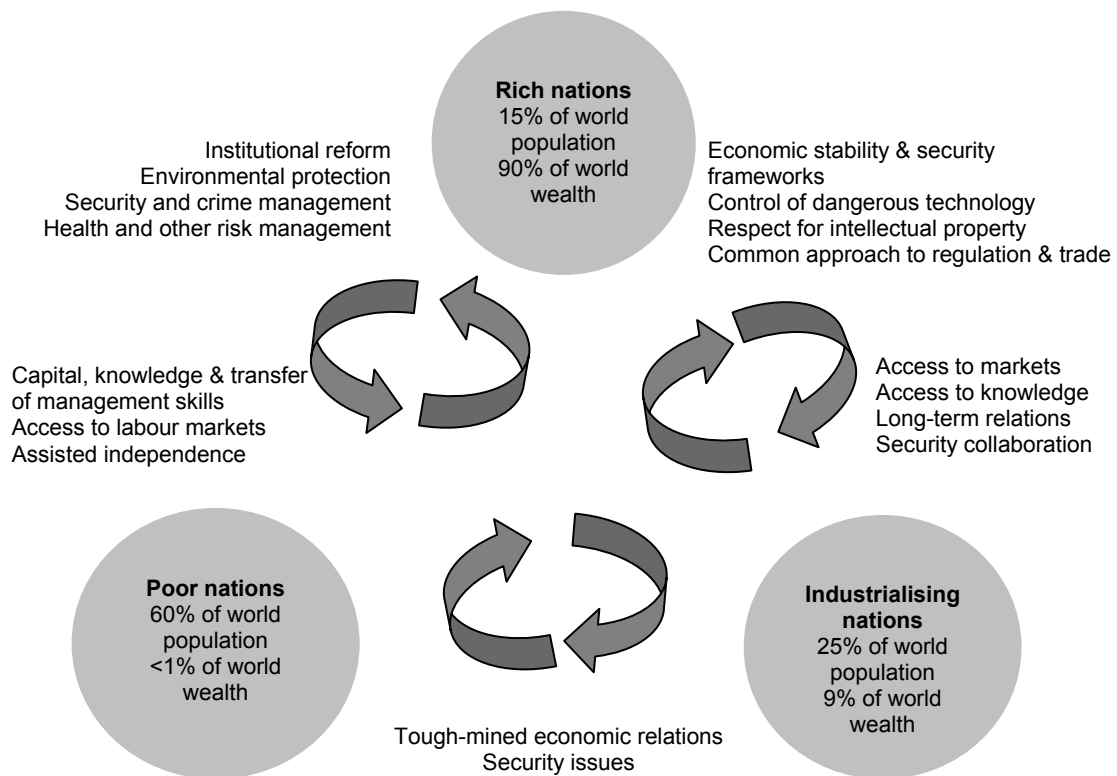 Rich nations
15% of world
population
90% of world
wealth
Institutional reform
Environmental protection
Security and crime management
Health and other risk management
Economic stability & security
frameworks
Control of dangerous technology
Respect for intellectual property
Common approach to regulation & trade
Capital, knowledge & transfer
of management skills
Access to labour markets
Assisted independence
Access to markets
Access to knowledge
Long-term relations
Security collaboration
Poor nations
60% of world
population
<1% of world
wealth
Industrialising
nations
25% of world
population
9% of world
wealth
Tough-mined economic relations
Security issues